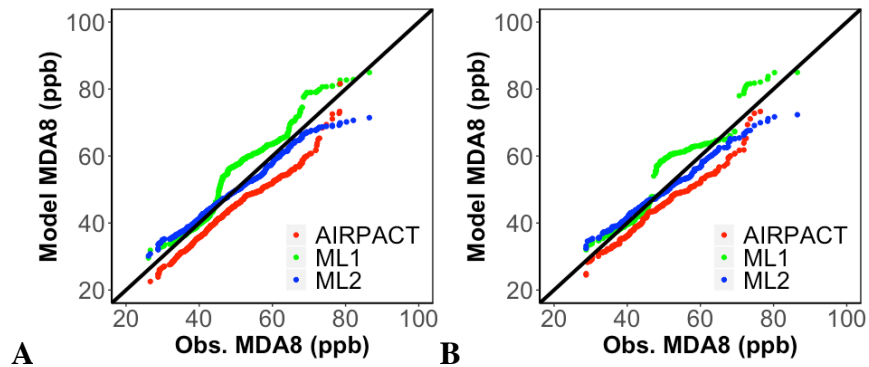 100
80
60
40
20
Model MDA8 (ppb)
AIRPACT
ML1
ML2
20 40 60 80 100
Obs. MDA8 (ppb)
A
100
80
60
40
20
Model MDA8 (ppb)
AIRPACT
ML1
ML2
20 40 60 80 100
Obs. MDA8 (ppb)
B